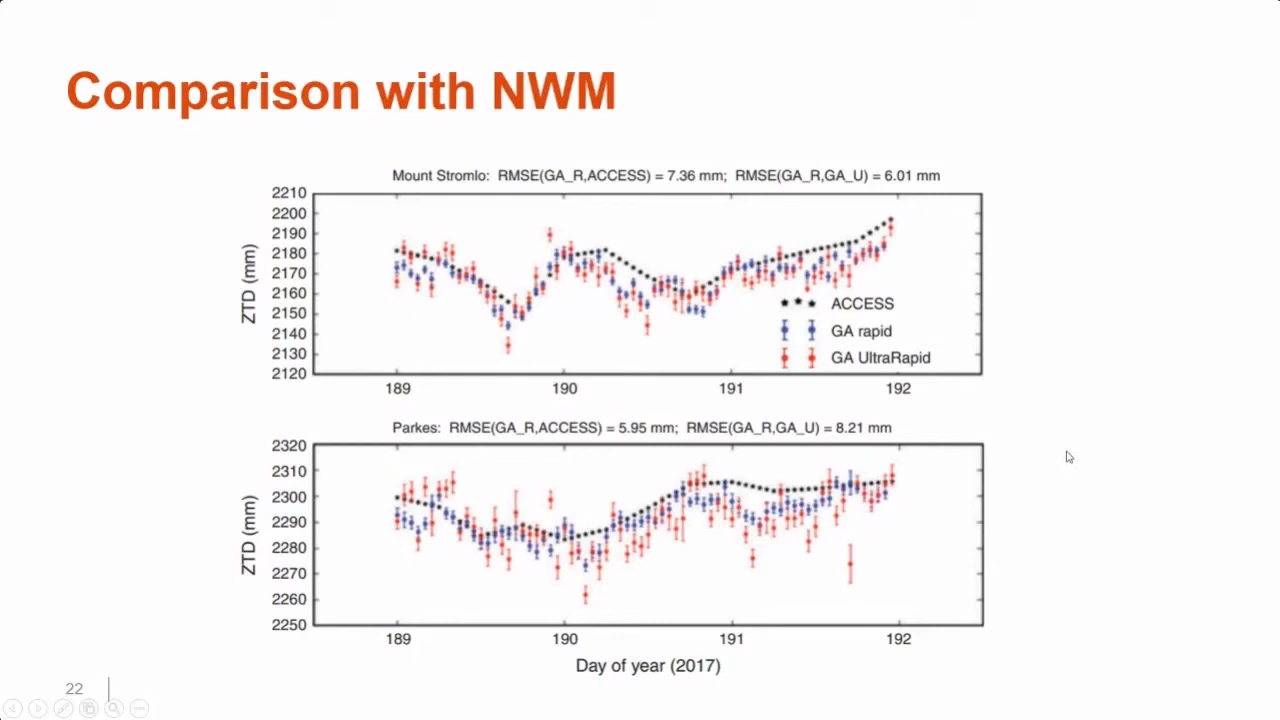 Comparison with NWM
Mount Stromlo: RMSE(GA_R,ACCESS) = 7.36 mm; RMSE(GA_R,GA_U) = 6.01 mm
2210
2200
2190
2180
2170
2160
2150
2140
2130
2120
ZTD (mm)
ACCESS
GA rapid
GA UltraRapid
189 190 191 192
Parkes: RMSE(GA_R,ACCESS) = 5.95 mm; RMSE(GA_R,GA_U) = 8.21 mm
2320
2310
2300
2290
2280
2270
2260
2250
ZTD (mm)
189 190 191 192
Day of year (2017)
22